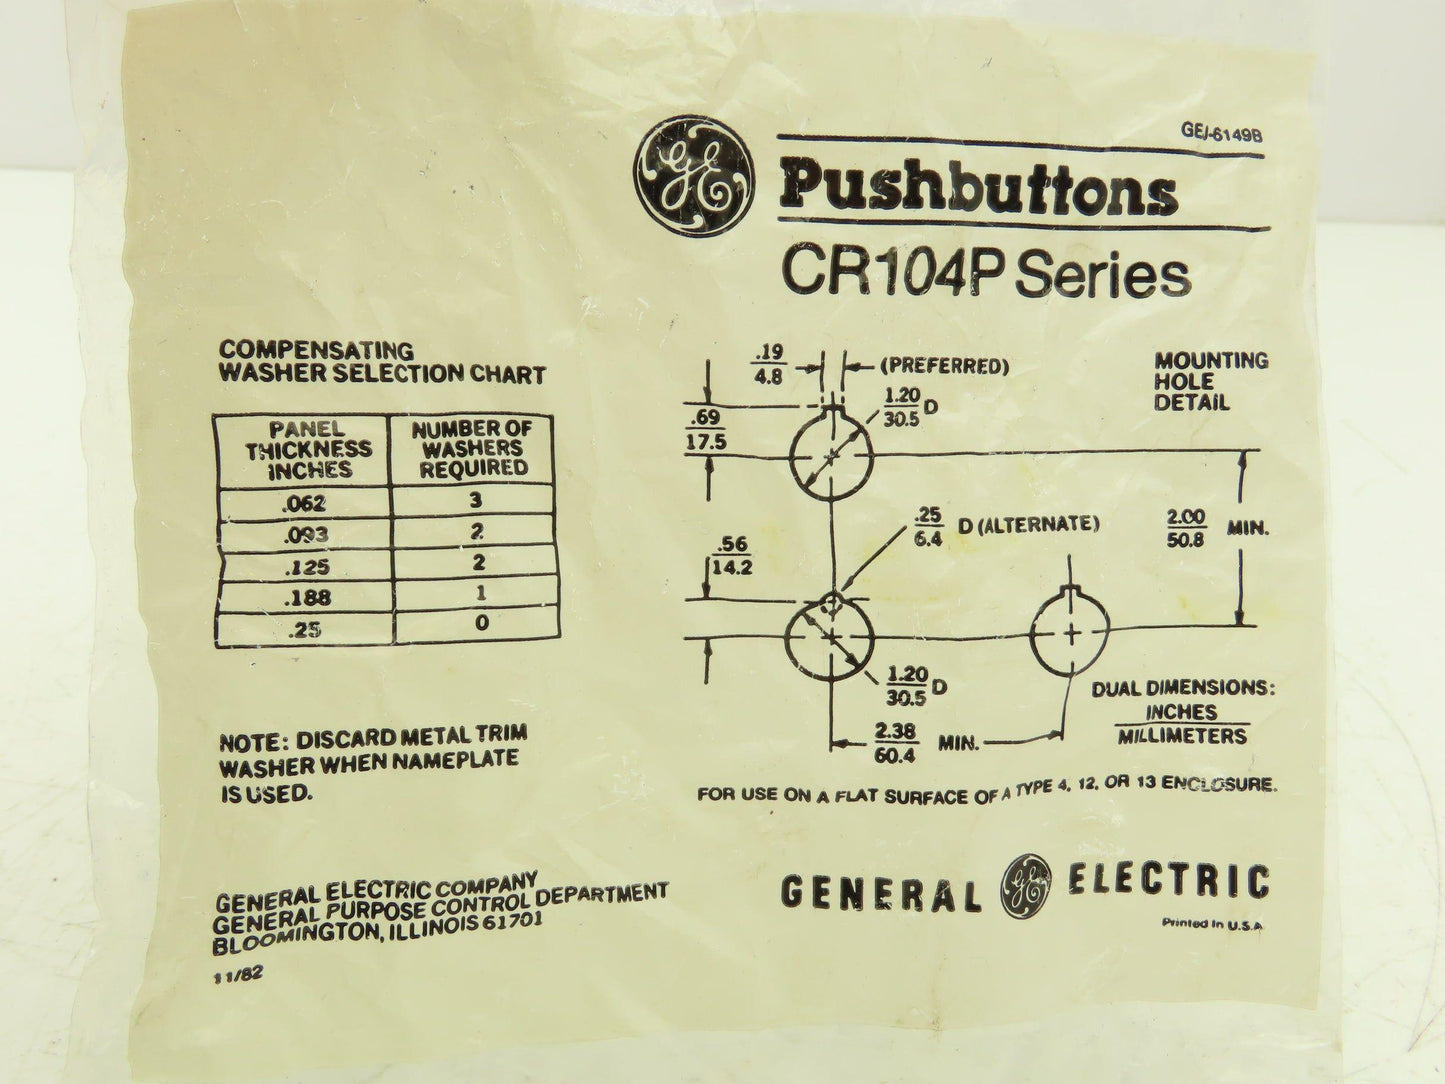 GEJ-6149B
GE
Pushbuttons
CR104P Series
COMPENSATING
WASHER SELECTION CHART
PANEL THICKNESS INCHES NUMBER OF WASHERS REQUIRED
.062 3
.093 2
.125 2
.188 1
.25 0
NOTE: DISCARD METAL TRIM
WASHER WHEN NAMEPLATE
IS USED.
GENERAL ELECTRIC COMPANY
GENERAL PURPOSE CONTROL DEPARTMENT
BLOOMINGTON, ILLINOIS 61701
11/82
MOUNTING
HOLE
DETAIL
.19
4.8
(PREFERRED)
1.20
30.5 D
.69
17.5
.25
6.4 D (ALTERNATE)
2.00
50.8 MIN.
.56
14.2
1.20
30.5 D
2.38
60.4 MIN.
DUAL DIMENSIONS:
INCHES
MILLIMETERS
FOR USE ON A FLAT SURFACE OF A TYPE 4, 12, OR 13 ENCLOSURE.
GENERAL GE ELECTRIC
Printed in U.S.A